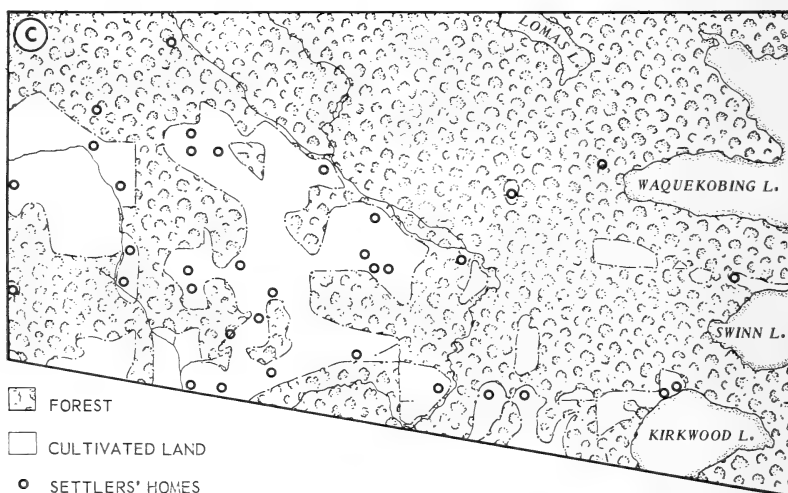 C
LOMAS
WAQUEKOBING L.
SWINN L.
KIRKWOOD L.
FOREST
CULTIVATED LAND
SETTLERS' HOMES